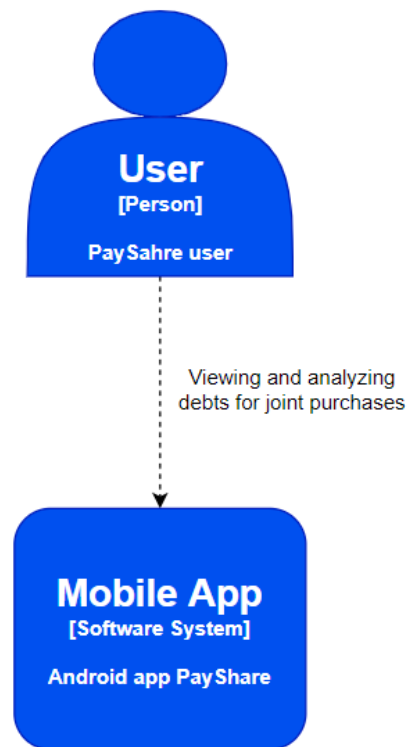 User
[Person]
PaySahre user
Viewing and analyzing
debts for joint purchases
Mobile App
[Software System]
Android app PayShare